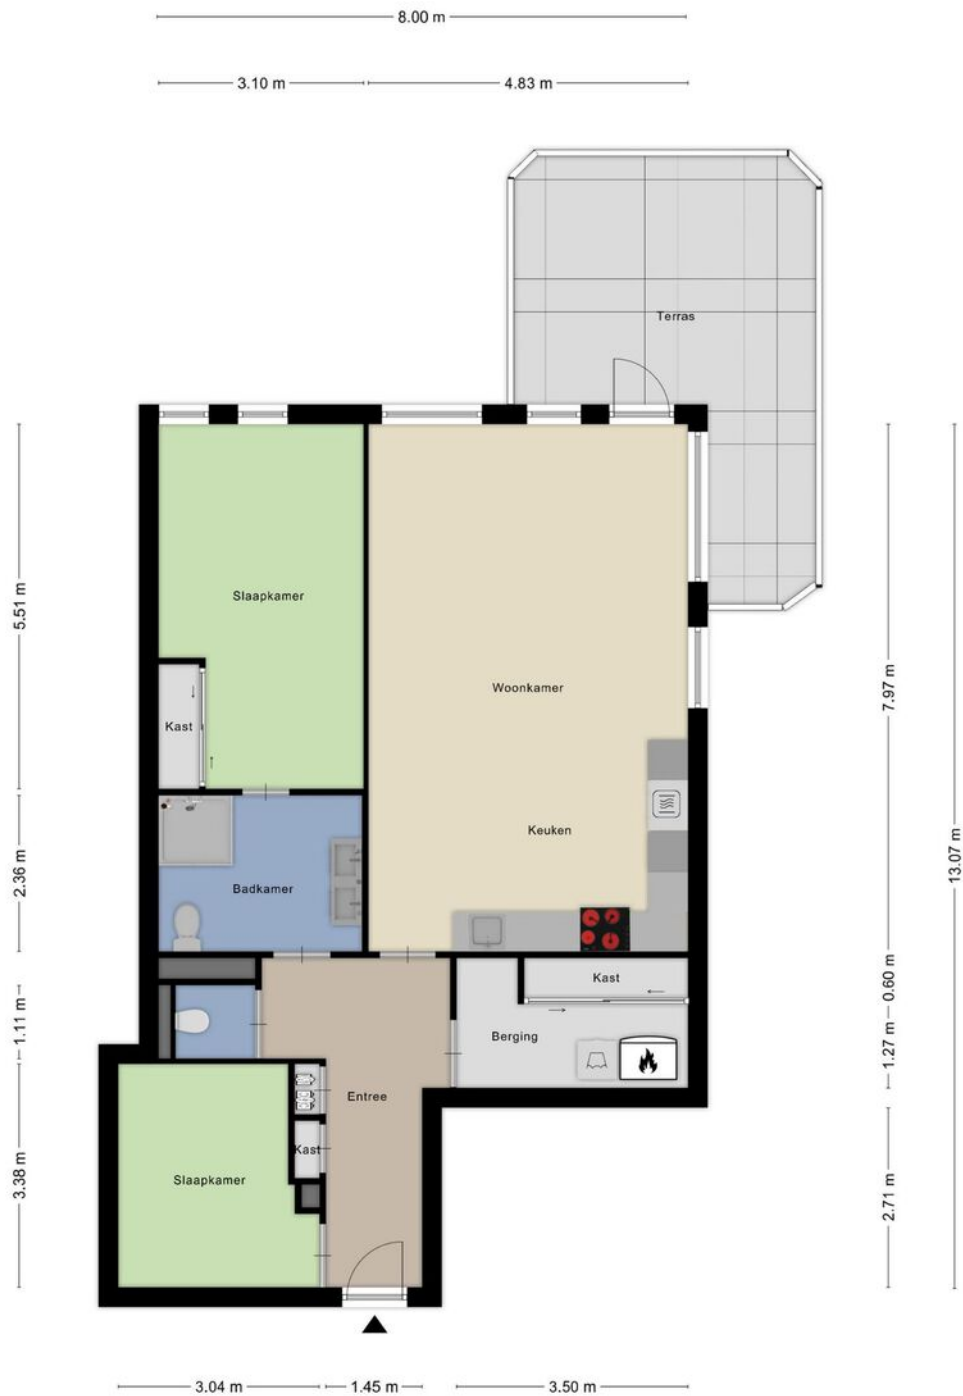 8.00 m
3.10 m
4.83 m
Terras
5.51 m
Slaapkamer
Woonkamer
7.97 m
Kast
Keuken
2.36 m
Badkamer
13.07 m
Kast
0.60 m
1.11 m
Berging
1.27 m
Entree
Kast
Slaapkamer
3.38 m
2.71 m
3.04 m
1.45 m
3.50 m